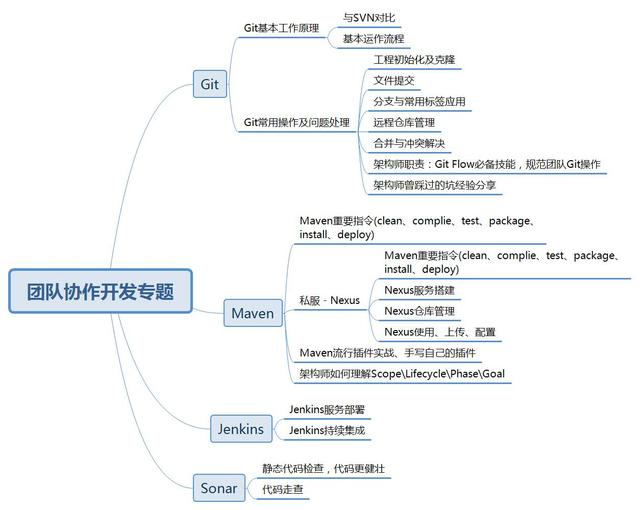 团队协作开发专题
Git
Git基本工作原理
与SVN对比
基本运作流程
Git常用操作及问题处理
工程初始化及克隆
文件提交
分支与常用标签应用
远程仓库管理
合并与冲突解决
架构师职责：Git Flow必备技能，规范团队Git操作
架构师曾踩过的坑经验分享
Maven
Maven重要指令(clean、complie、test、package、
install、deploy)
私服 - Nexus
Maven重要指令(clean、complie、test、package、
install、deploy)
Nexus服务搭建
Nexus仓库管理
Nexus使用、上传、配置
Maven流行插件实战、手写自己的插件
架构师如何理解Scope\Lifecycle\Phase\Goal
Jenkins
Jenkins服务部署
Jenkins持续集成
Sonar
静态代码检查，代码更健壮
代码走查